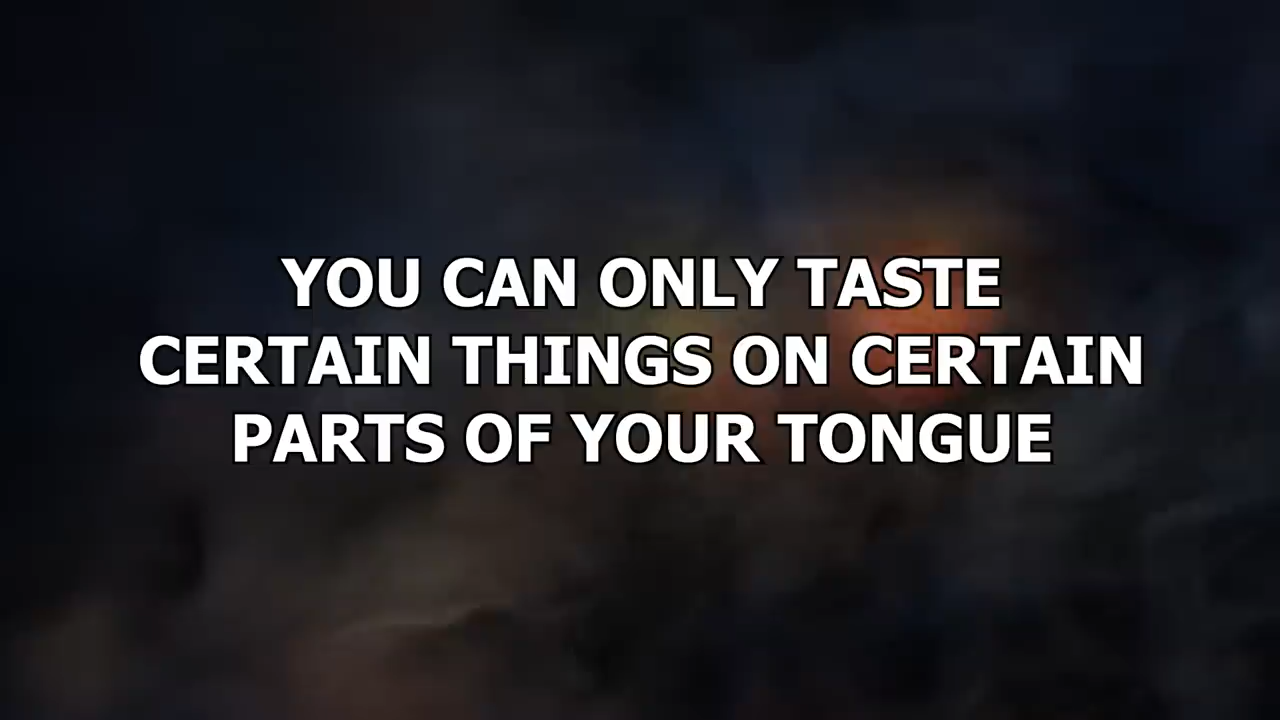 YOU CAN ONLY TASTE
CERTAIN THINGS ON CERTAIN
PARTS OF YOUR TONGUE